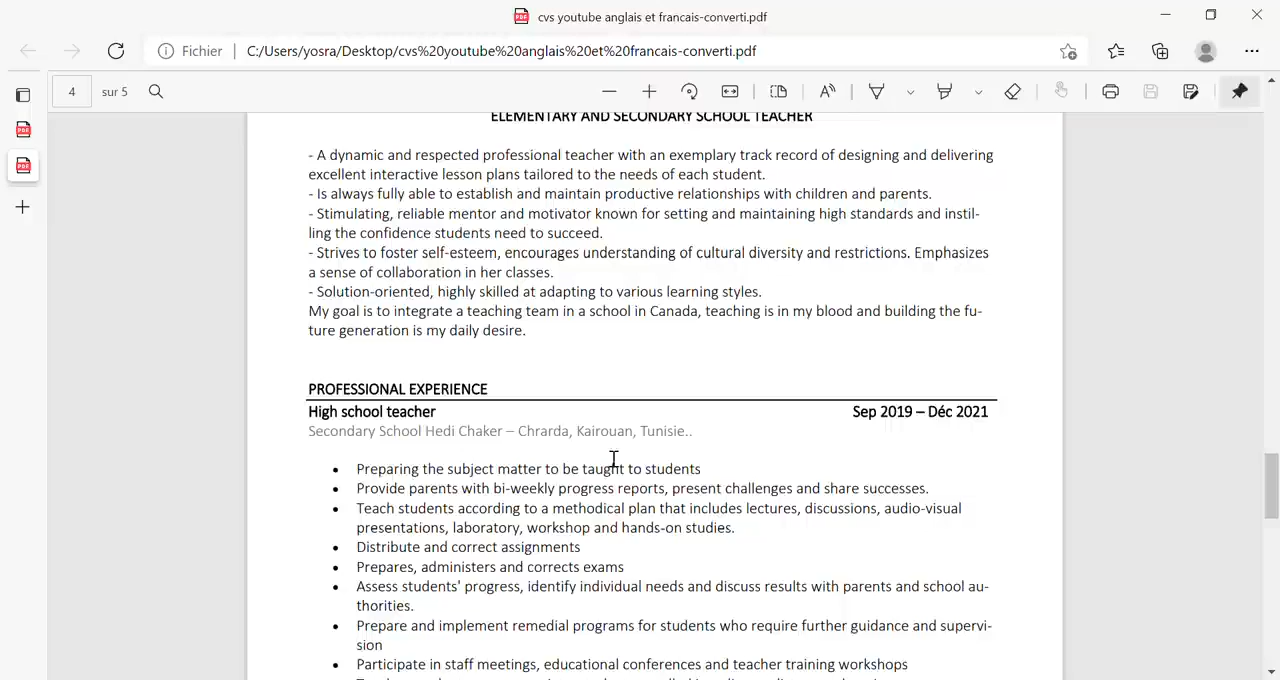 cvs youtube anglais et francais-converti.pdf
Fichier
C:/Users/yosra/Desktop/cvs%20youtube%20anglais%20et%20francais-converti.pdf
4 sur 5
ELEMENTARY AND SECONDARY SCHOOL TEACHER
- A dynamic and respected professional teacher with an exemplary track record of designing and delivering
excellent interactive lesson plans tailored to the needs of each student.
- Is always fully able to establish and maintain productive relationships with children and parents.
- Stimulating, reliable mentor and motivator known for setting and maintaining high standards and instil-
ling the confidence students need to succeed.
- Strives to foster self-esteem, encourages understanding of cultural diversity and restrictions. Emphasizes
a sense of collaboration in her classes.
- Solution-oriented, highly skilled at adapting to various learning styles.
My goal is to integrate a teaching team in a school in Canada, teaching is in my blood and building the fu-
ture generation is my daily desire.
PROFESSIONAL EXPERIENCE
High school teacher Sep 2019 – Déc 2021
Secondary School Hedi Chaker – Chrarda, Kairouan, Tunisie..
• Preparing the subject matter to be taught to students
• Provide parents with bi-weekly progress reports, present challenges and share successes.
• Teach students according to a methodical plan that includes lectures, discussions, audio-visual
presentations, laboratory, workshop and hands-on studies.
• Distribute and correct assignments
• Prepares, administers and corrects exams
• Assess students' progress, identify individual needs and discuss results with parents and school au-
thorities.
• Prepare and implement remedial programs for students who require further guidance and supervi-
sion
• Participate in staff meetings, educational conferences and teacher training workshops